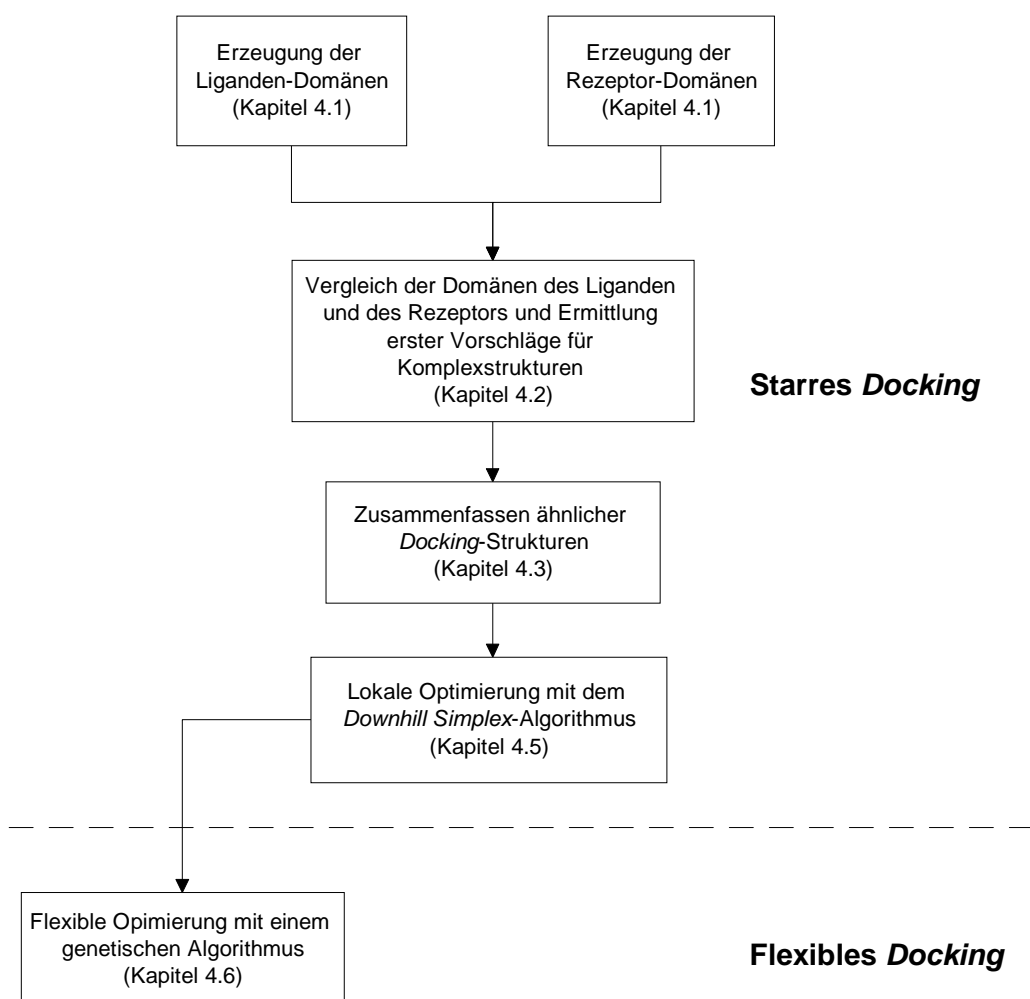 Erzeugung der
Liganden-Domänen
(Kapitel 4.1)
Erzeugung der
Rezeptor-Domänen
(Kapitel 4.1)
Vergleich der Domänen des Liganden
und des Rezeptors und Ermittlung
erster Vorschläge für
Komplexstrukturen
(Kapitel 4.2)
Starres Docking
Zusammenfassen ähnlicher
Docking-Strukturen
(Kapitel 4.3)
Lokale Optimierung mit dem
Downhill Simplex-Algorithmus
(Kapitel 4.5)
Flexible Opimierung mit einem
genetischen Algorithmus
(Kapitel 4.6)
Flexibles Docking